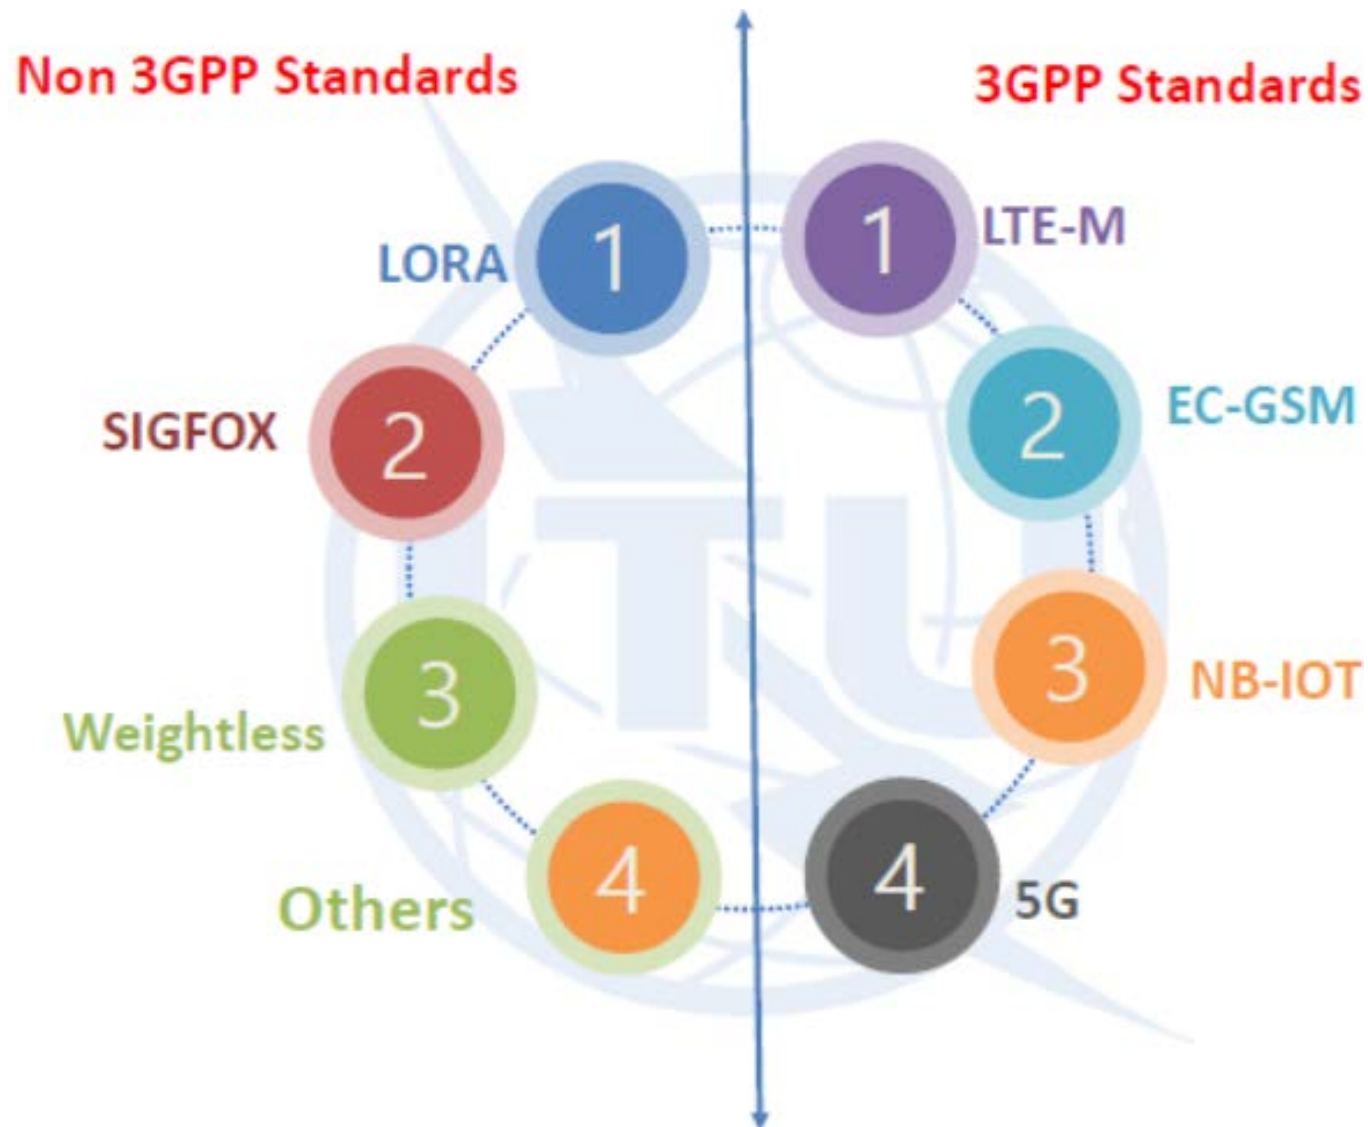 Non 3GPP Standards
3GPP Standards
1
LORA
2
SIGFOX
3
Weightless
4
Others
1
LTE-M
2
EC-GSM
3
NB-IOT
4
5G
ITU